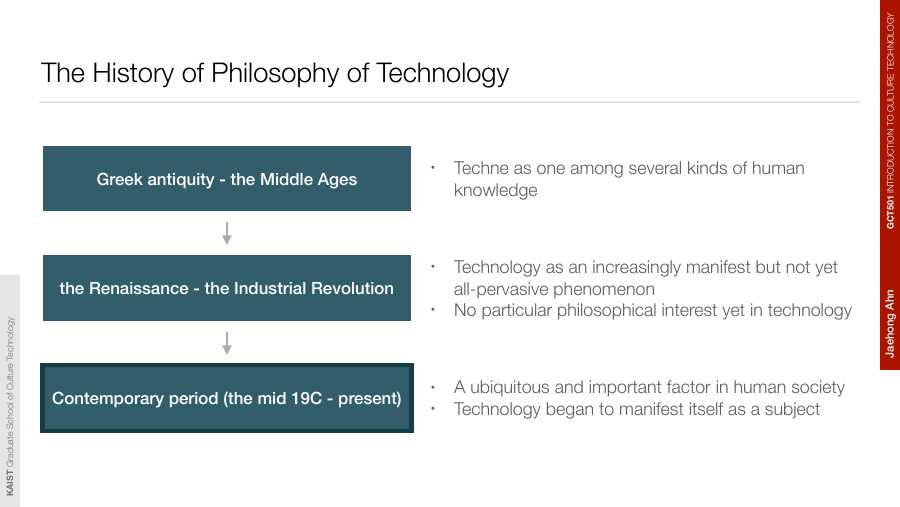 The History of Philosophy of Technology
Greek antiquity - the Middle Ages
• Techne as one among several kinds of human
knowledge
the Renaissance - the Industrial Revolution
• Technology as an increasingly manifest but not yet
all-pervasive phenomenon
• No particular philosophical interest yet in technology
Contemporary period (the mid 19C - present)
• A ubiquitous and important factor in human society
• Technology began to manifest itself as a subject
KAIST Graduate School of Culture Technology
GCT501 INTRODUCTION TO CULTURE TECHNOLOGY
Jaehong Ahn